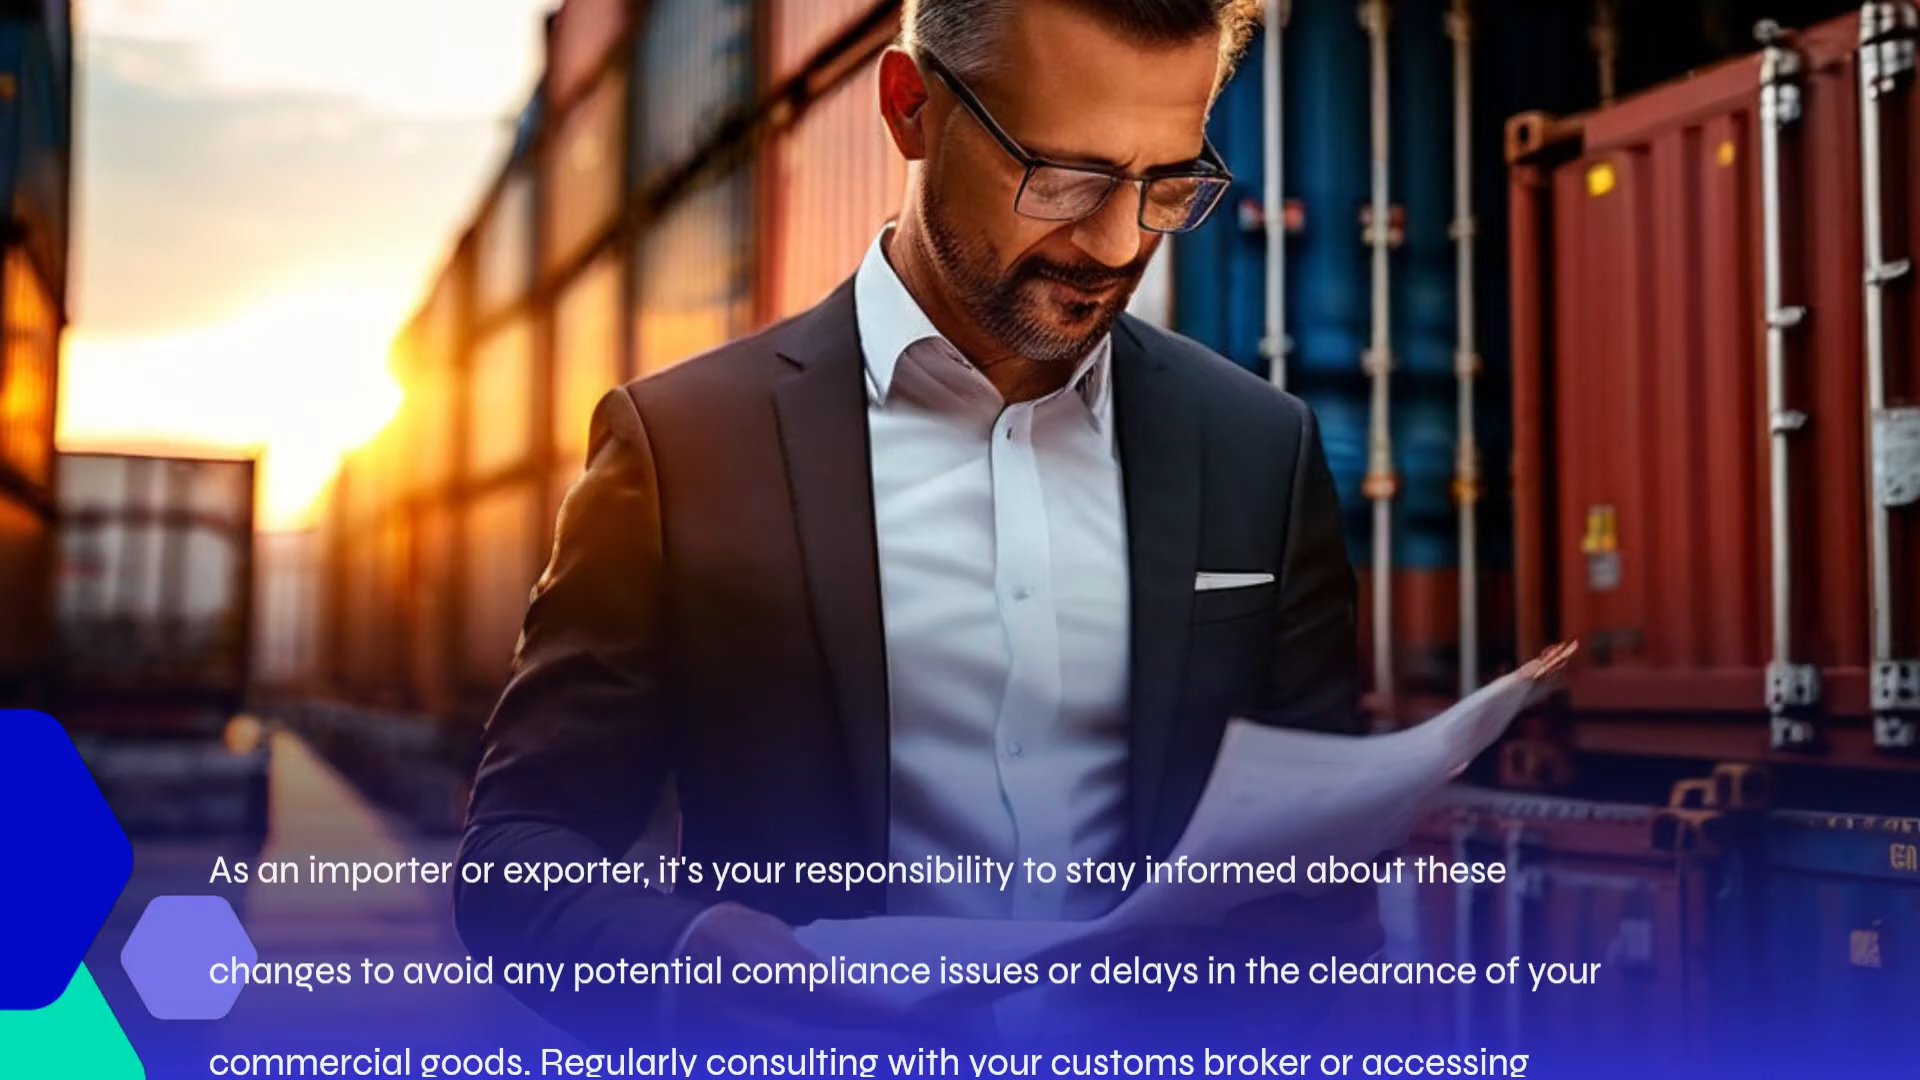 As an importer or exporter, it's your responsibility to stay informed about these
changes to avoid any potential compliance issues or delays in the clearance of your
commercial goods. Regularly consulting with your customs broker or accessing